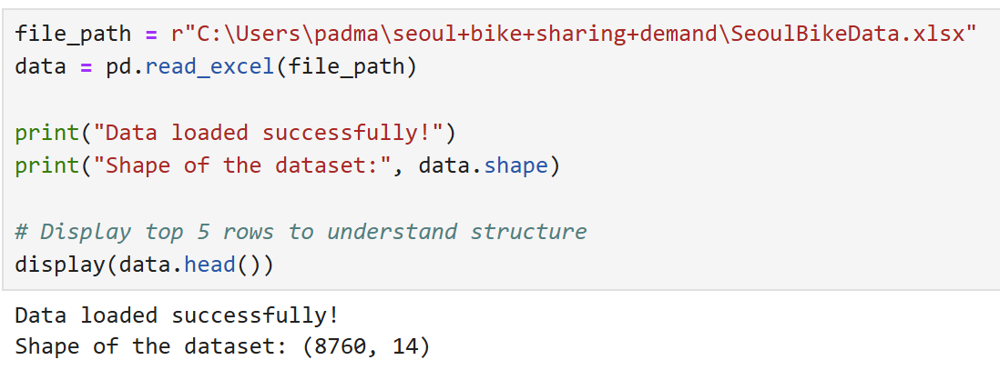 file_path = r"C:\Users\padma\seoul+bike+sharing+demand\SeoulBikeData.xlsx"
data = pd.read_excel(file_path)
print("Data loaded successfully!")
print("Shape of the dataset:", data.shape)
# Display top 5 rows to understand structure
display(data.head())
Data loaded successfully!
Shape of the dataset: (8760, 14)